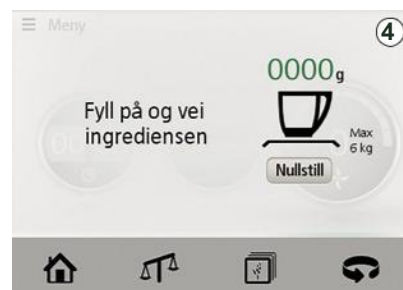 Meny
4
0000g
Fyll på og vei
ingrediensen
Max
6 kg
Nullstill